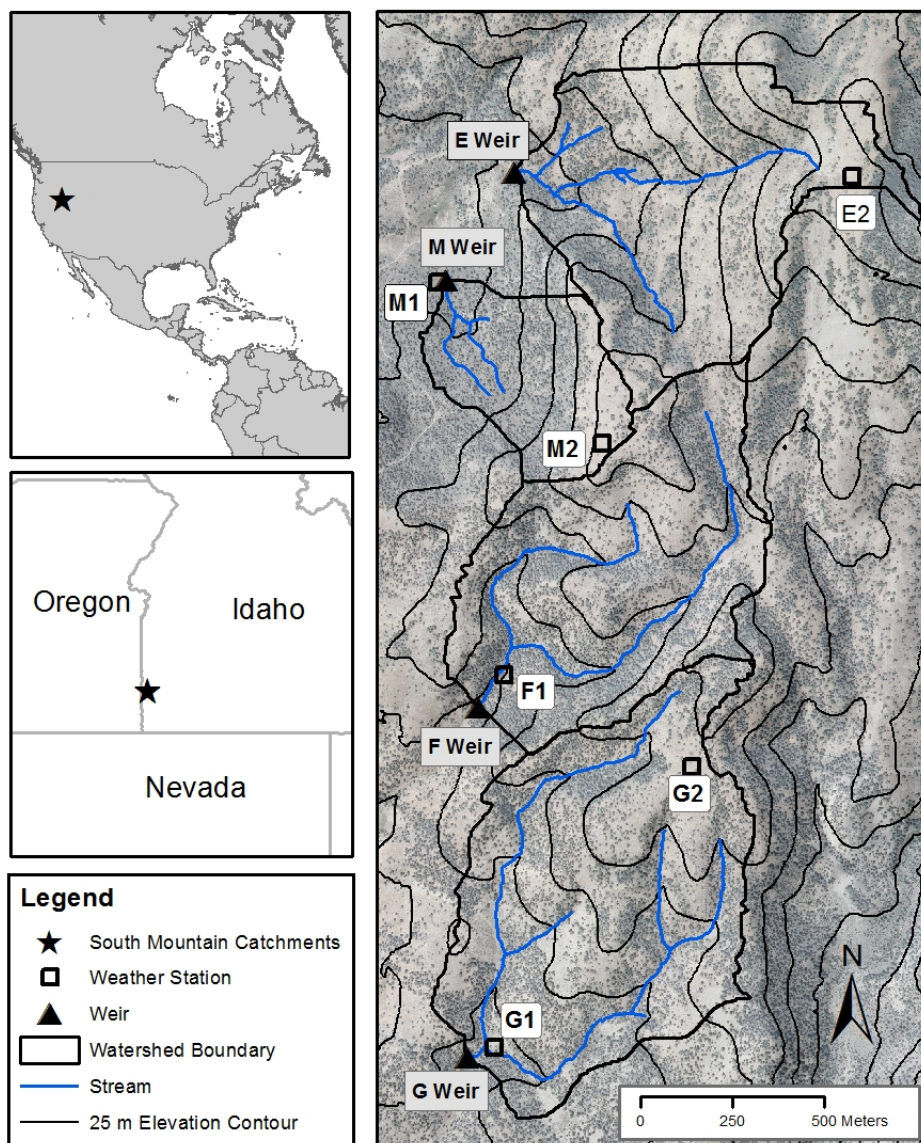 Oregon
Idaho
Nevada
Legend
South Mountain Catchments
Weather Station
Weir
Watershed Boundary
Stream
25 m Elevation Contour
E Weir
E2
M Weir
M1
M2
F1
F Weir
G2
G1
G Weir
N
0 250 500 Meters